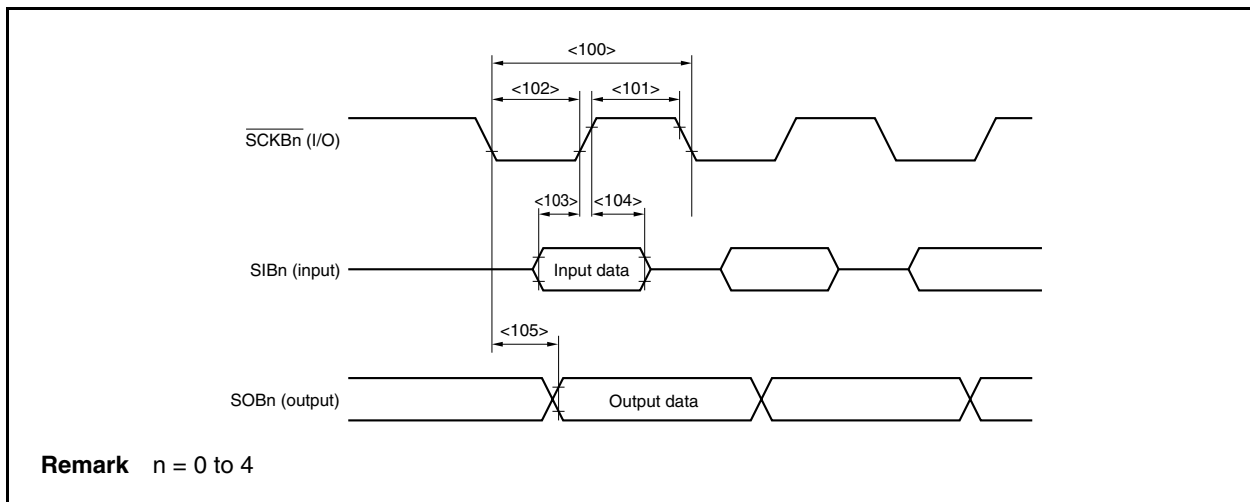 <100>
<102> <101>
SCKBn (I/O)
<103> <104>
SIBn (input) Input data
<105>
SOBn (output) Output data
Remark n = 0 to 4